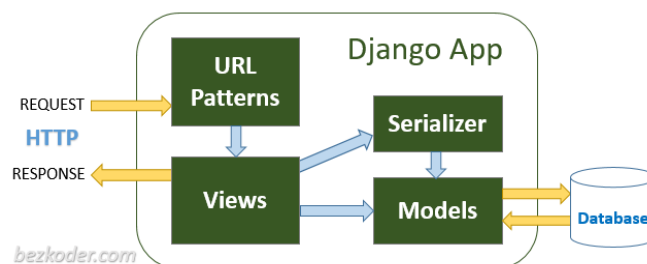 Django App
URL
Patterns
REQUEST
HTTP
RESPONSE
Serializer
Views
Models
Database
bezkoder.com